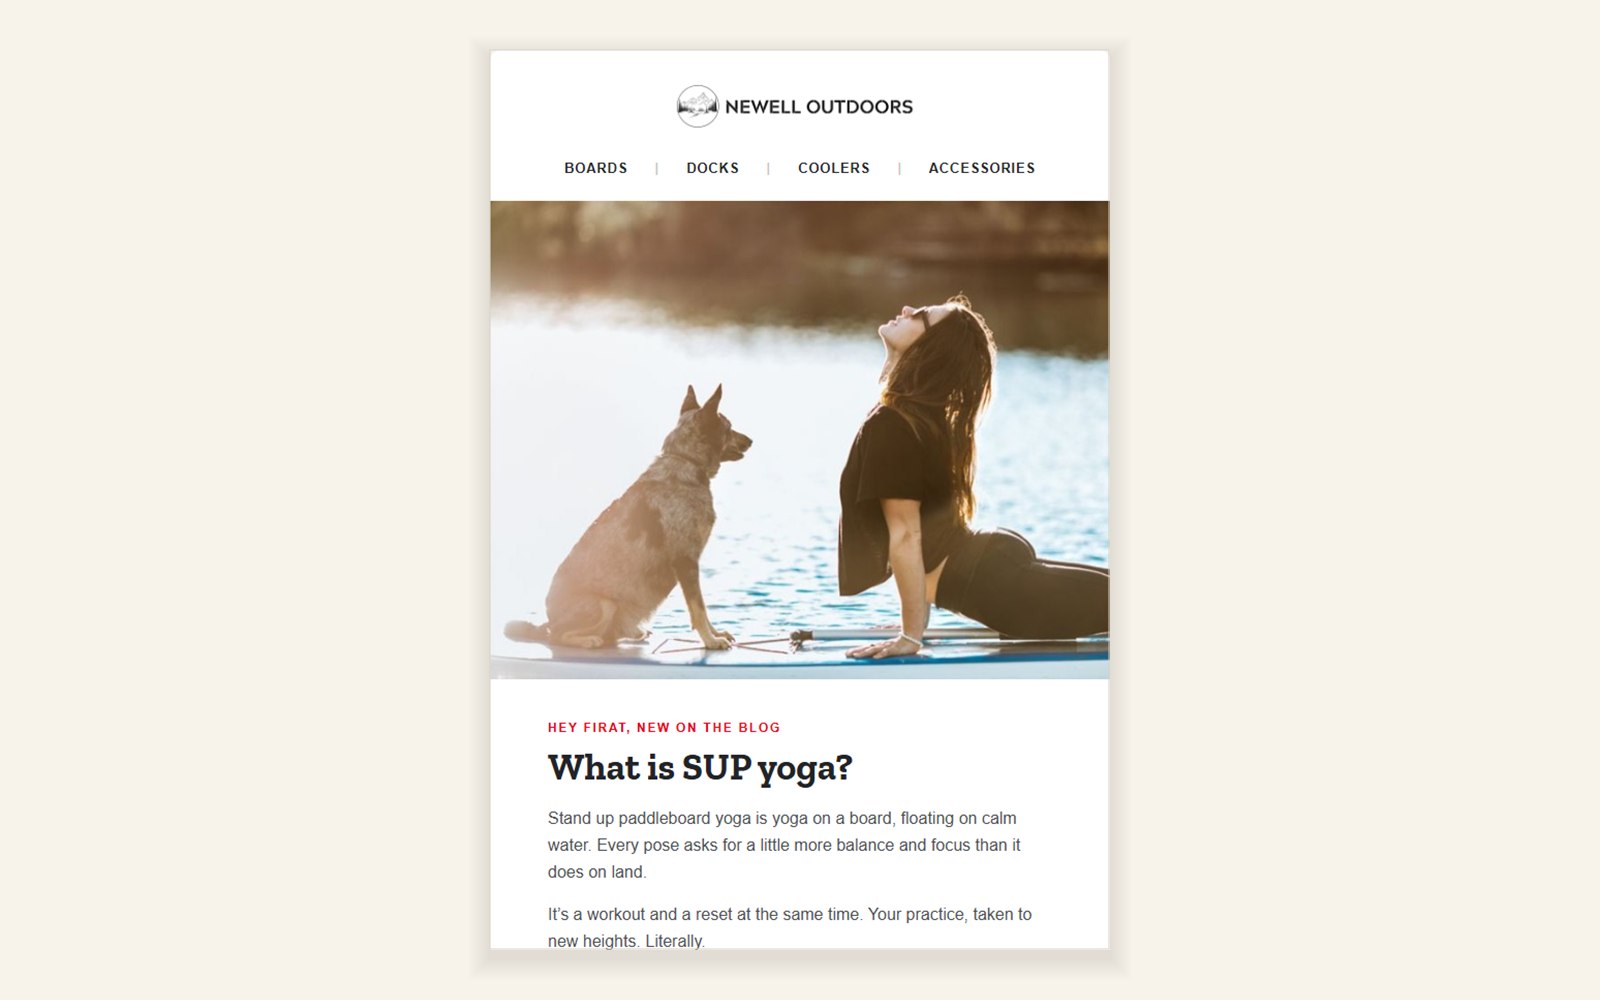 NEWELL OUTDOORS
BOARDS | DOCKS | COOLERS | ACCESSORIES
HEY FIRAT, NEW ON THE BLOG
What is SUP yoga?
Stand up paddleboard yoga is yoga on a board, floating on calm
water. Every pose asks for a little more balance and focus than it
does on land.
It’s a workout and a reset at the same time. Your practice, taken to
new heights. Literally.